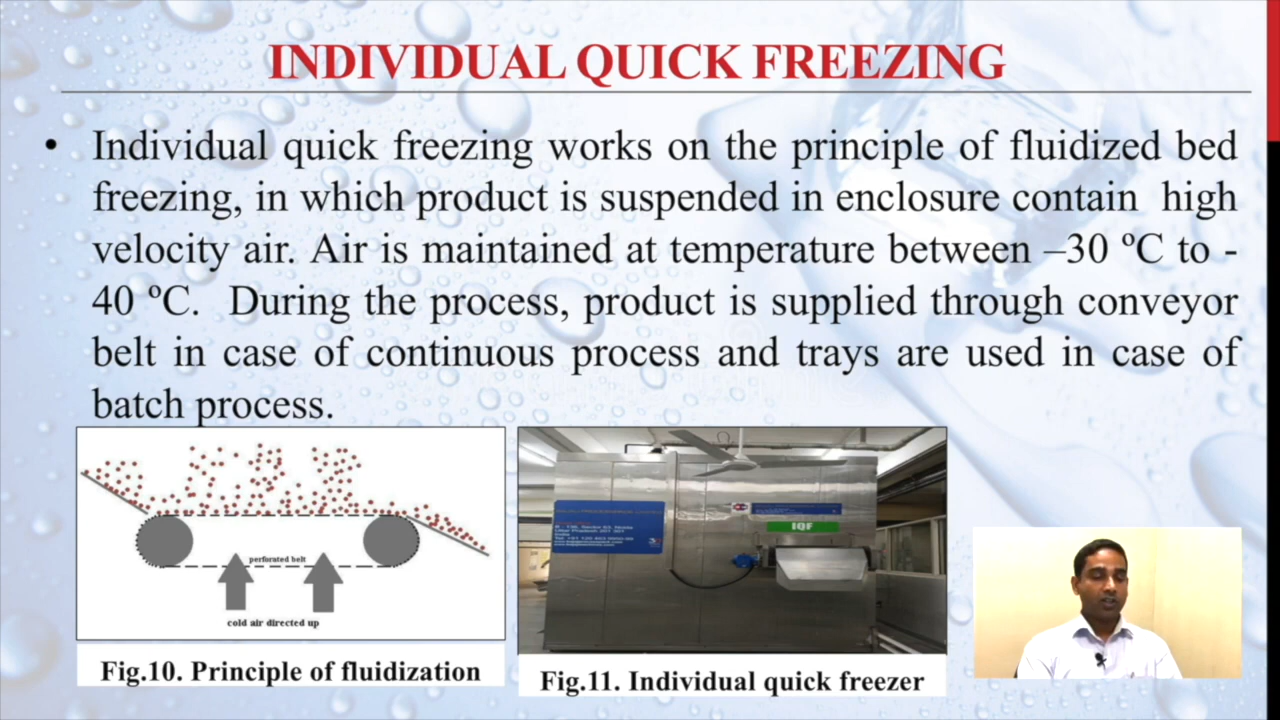 INDIVIDUAL QUICK FREEZING
• Individual quick freezing works on the principle of fluidized bed
freezing, in which product is suspended in enclosure contain high
velocity air. Air is maintained at temperature between –30 ºC to -
40 ºC. During the process, product is supplied through conveyor
belt in case of continuous process and trays are used in case of
batch process.
perforated belt
cold air directed up
IQF
Fig.10. Principle of fluidization
Fig.11. Individual quick freezer